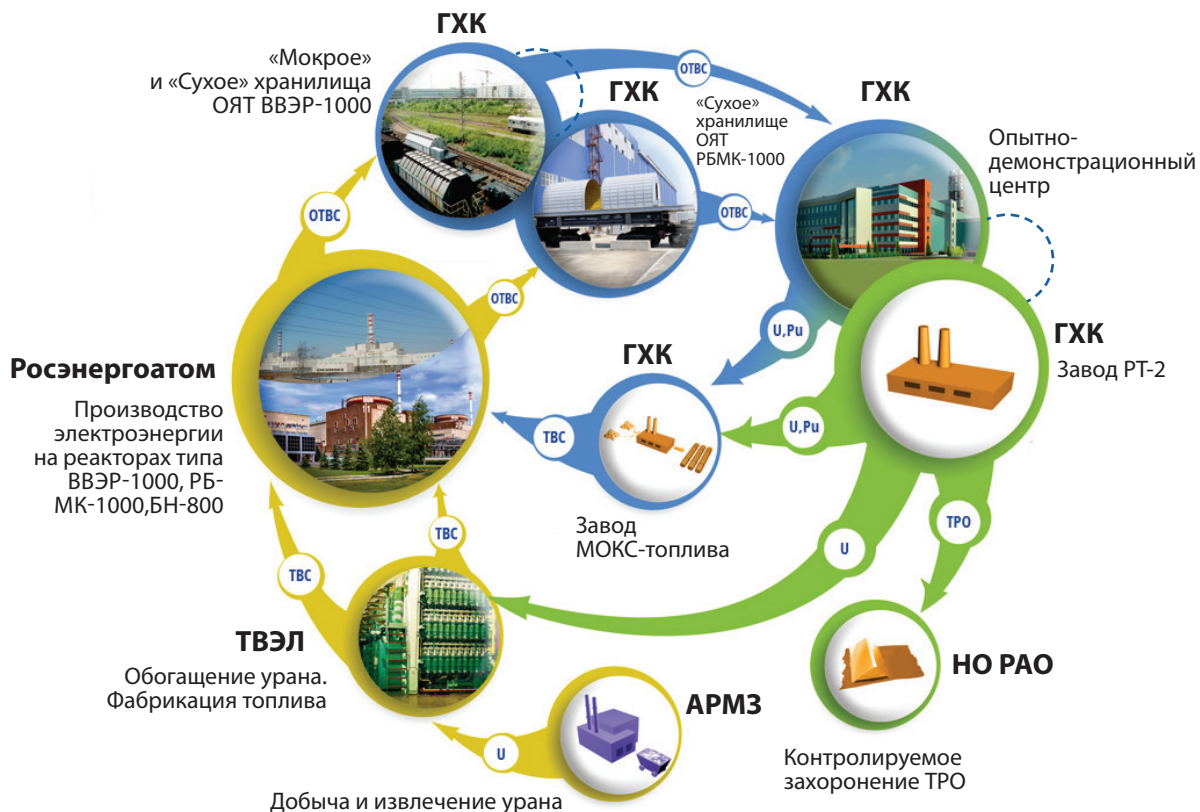 ГХК
«Мокрое»
и «Сухое» хранилища
ОЯТ ВВЭР-1000
ОТВС
ГХК
«Сухое»
хранилище
ОЯТ
РБМК-1000
ГХК
Опытно-
демонстрационный
центр
ОТВС
ОТВС
ОТВС
U,Pu
ГХК
Завод РТ-2
Росэнергоатом
Производство
электроэнергии
на реакторах типа
ВВЭР-1000, РБ-
МК-1000,БН-800
ГХК
ТВС
U,Pu
Завод
МОКС-топлива
ТВС
U
ТРО
ТВС
ТВЭЛ
Обогащение урана.
Фабрикация топлива
НО РАО
АРМЗ
U
Контролируемое
захоронение ТРО
Добыча и извлечение урана